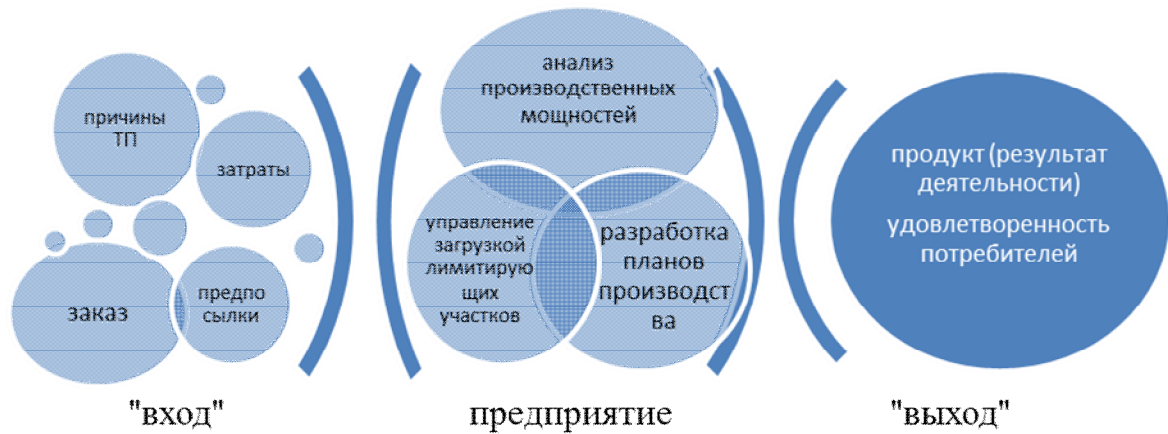 причины
ТП
затраты
заказ
предпо
сылки
анализ
производственных
мощностей
управление
загрузкой
лимитирую
щих
участков
разработка
планов
производст
ва
продукт (результат
деятельности)
удовлетворенность
потребителей
"вход"
предприятие
"выход"